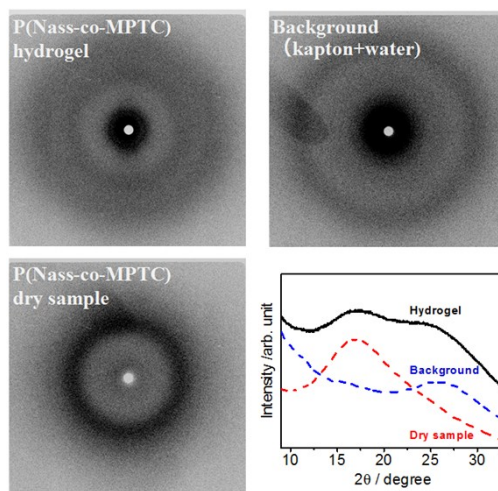 P(Nass-co-MPTC)
hydrogel
Background
(kapton+water)
P(Nass-co-MPTC)
dry sample
Intensity /arb. unit
Hydrogel
Background
Dry sample
10 15 20 25 30
2θ / degree